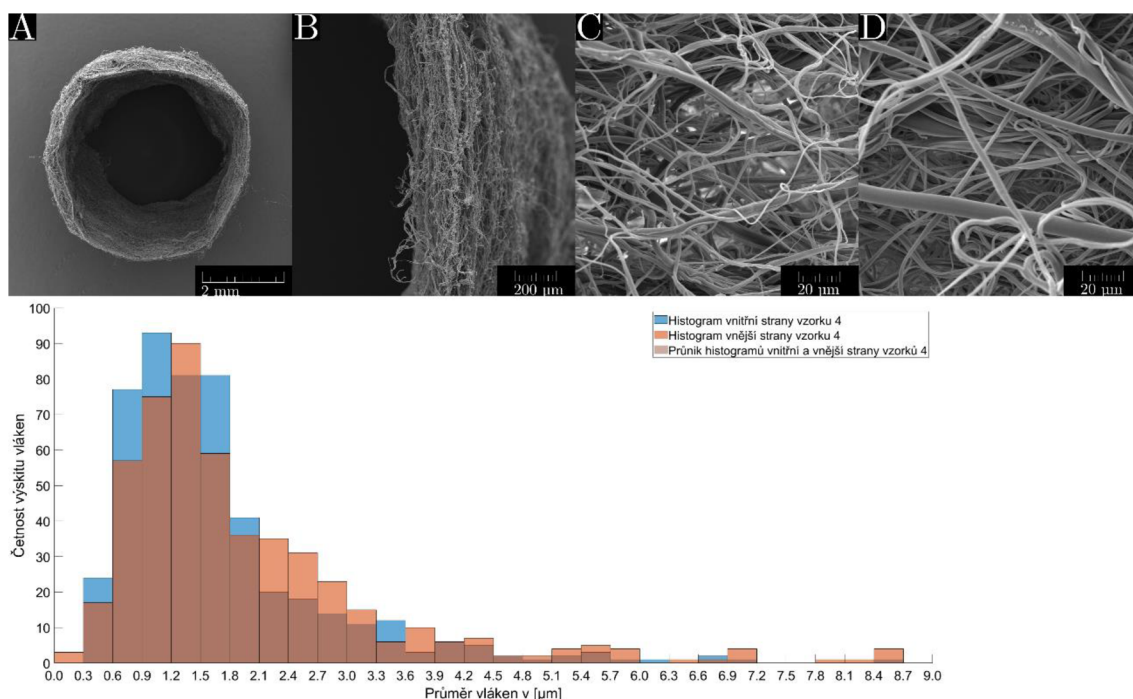 A
B
C
D
2 mm
200 µm
20 µm
20 µm
Histogram vnitřní strany vzorku 4
Histogram vnější strany vzorku 4
Průnik histogramů vnitřní a vnější strany vzorků 4
Četnost výskytu vláken
100
90
80
70
60
50
40
30
20
10
0
0.0 0.3 0.6 0.9 1.2 1.5 1.8 2.1 2.4 2.7 3.0 3.3 3.6 3.9 4.2 4.5 4.8 5.1 5.4 5.7 6.0 6.3 6.6 6.9 7.2 7.5 7.8 8.1 8.4 8.7 9.0
Průměr vláken v [µm]